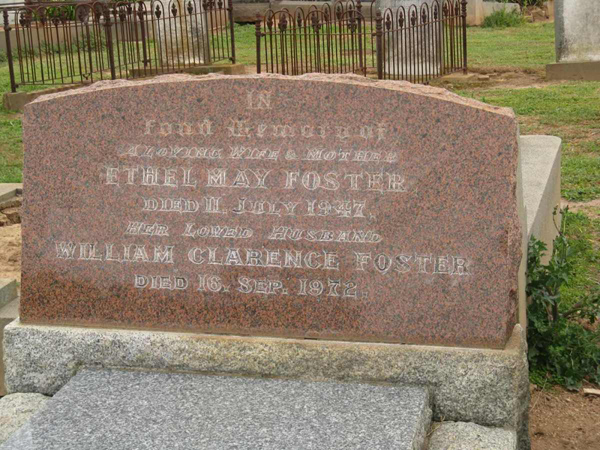 In
Fond Memory of
A LOVING WIFE & MOTHER
ETHEL MAY FOSTER
DIED 11. JULY 1947.
HER LOVED HUSBAND
WILLIAM CLARENCE FOSTER
DIED 16. SEP. 1972.